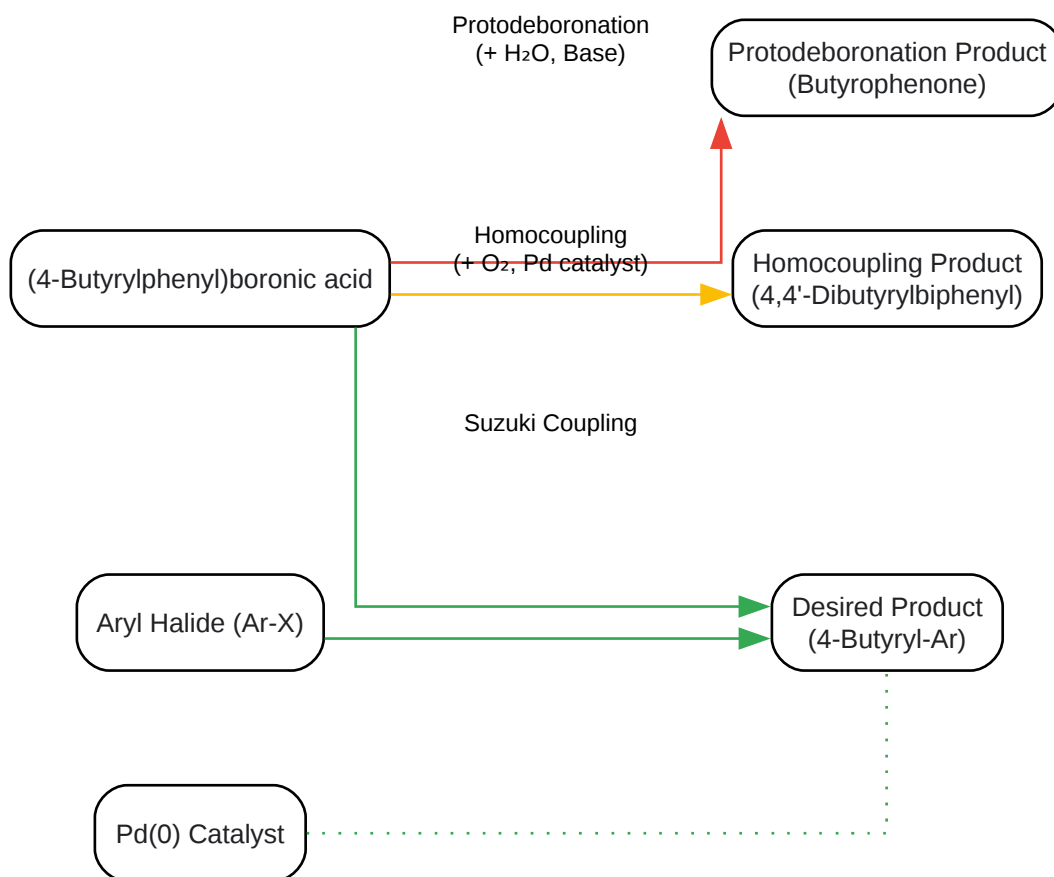 Protodeboronation
(+ H₂O, Base)
Protodeboronation Product
(Butyrophenone)
(4-Butyrylphenyl)boronic acid
Homocoupling
(+ O₂, Pd catalyst)
Homocoupling Product
(4,4'-Dibutyrylbiphenyl)
Suzuki Coupling
Aryl Halide (Ar-X)
Desired Product
(4-Butyryl-Ar)
Pd(0) Catalyst